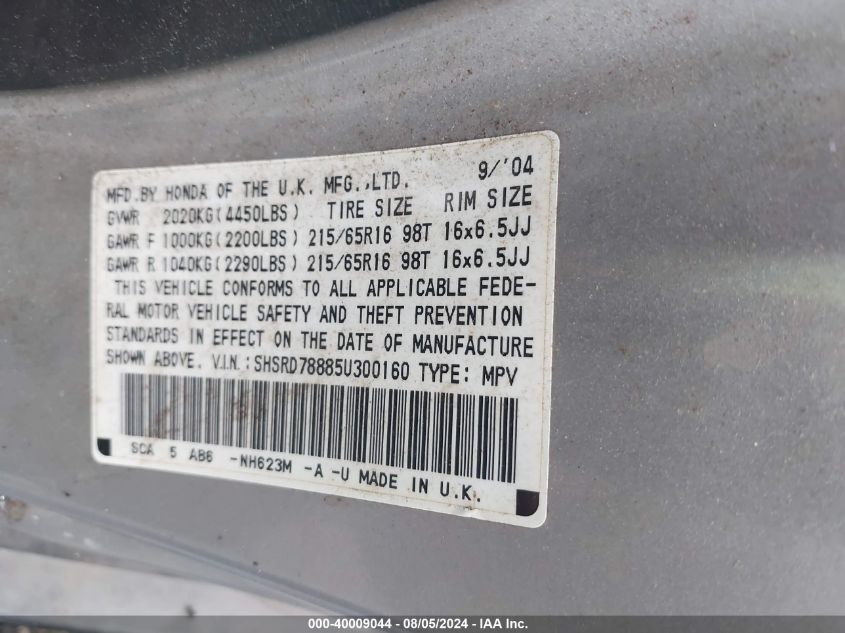 MFD.BY HONDA OF THE U.K. MFG.,LTD. 9/'04
GVWR 2020KG(4450LBS) TIRE SIZE RIM SIZE
GAWR F 1000KG(2200LBS) 215/65R16 98T 16x6.5JJ
GAWR R 1040KG(2290LBS) 215/65R16 98T 16x6.5JJ
THIS VEHICLE CONFORMS TO ALL APPLICABLE FEDE-
RAL MOTOR VEHICLE SAFETY AND THEFT PREVENTION
STANDARDS IN EFFECT ON THE DATE OF MANUFACTURE
SHOWN ABOVE. V.I.N.: SHSRD78885U300160 TYPE: MPV
SCA 5 AB6 -NH623M -A -U MADE IN U.K.
000-40009044 - 08/05/2024 - IAA Inc.